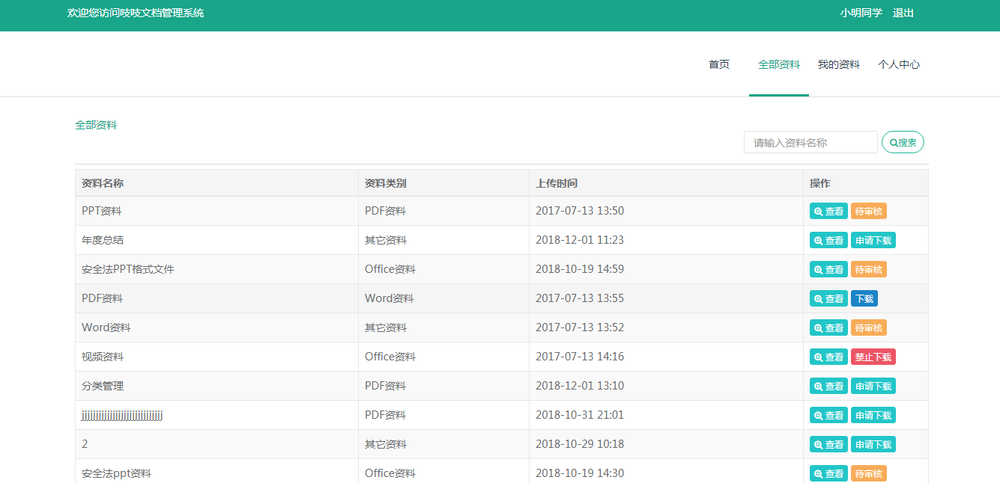 欢迎您访问吱吱文档管理系统 小明同学 退出
首页 全部资料 我的资料 个人中心
全部资料
请输入资料名称 搜索
资料名称 资料类别 上传时间 操作
PPT资料 PDF资料 2017-07-13 13:50 查看 待审核
年度总结 其它资料 2018-12-01 11:23 查看 申请下载
安全法PPT格式文件 Office资料 2018-10-19 14:59 查看 待审核
PDF资料 Word资料 2017-07-13 13:55 查看 下载
Word资料 其它资料 2017-07-13 13:52 查看 待审核
视频资料 Office资料 2017-07-13 14:16 查看 禁止下载
分类管理 PDF资料 2018-12-01 13:10 查看 申请下载
PDF资料 2018-10-31 21:01 查看 申请下载
2 其它资料 2018-10-29 10:18 查看 申请下载
安全法ppt资料 Office资料 2018-10-19 14:30 查看 待审核